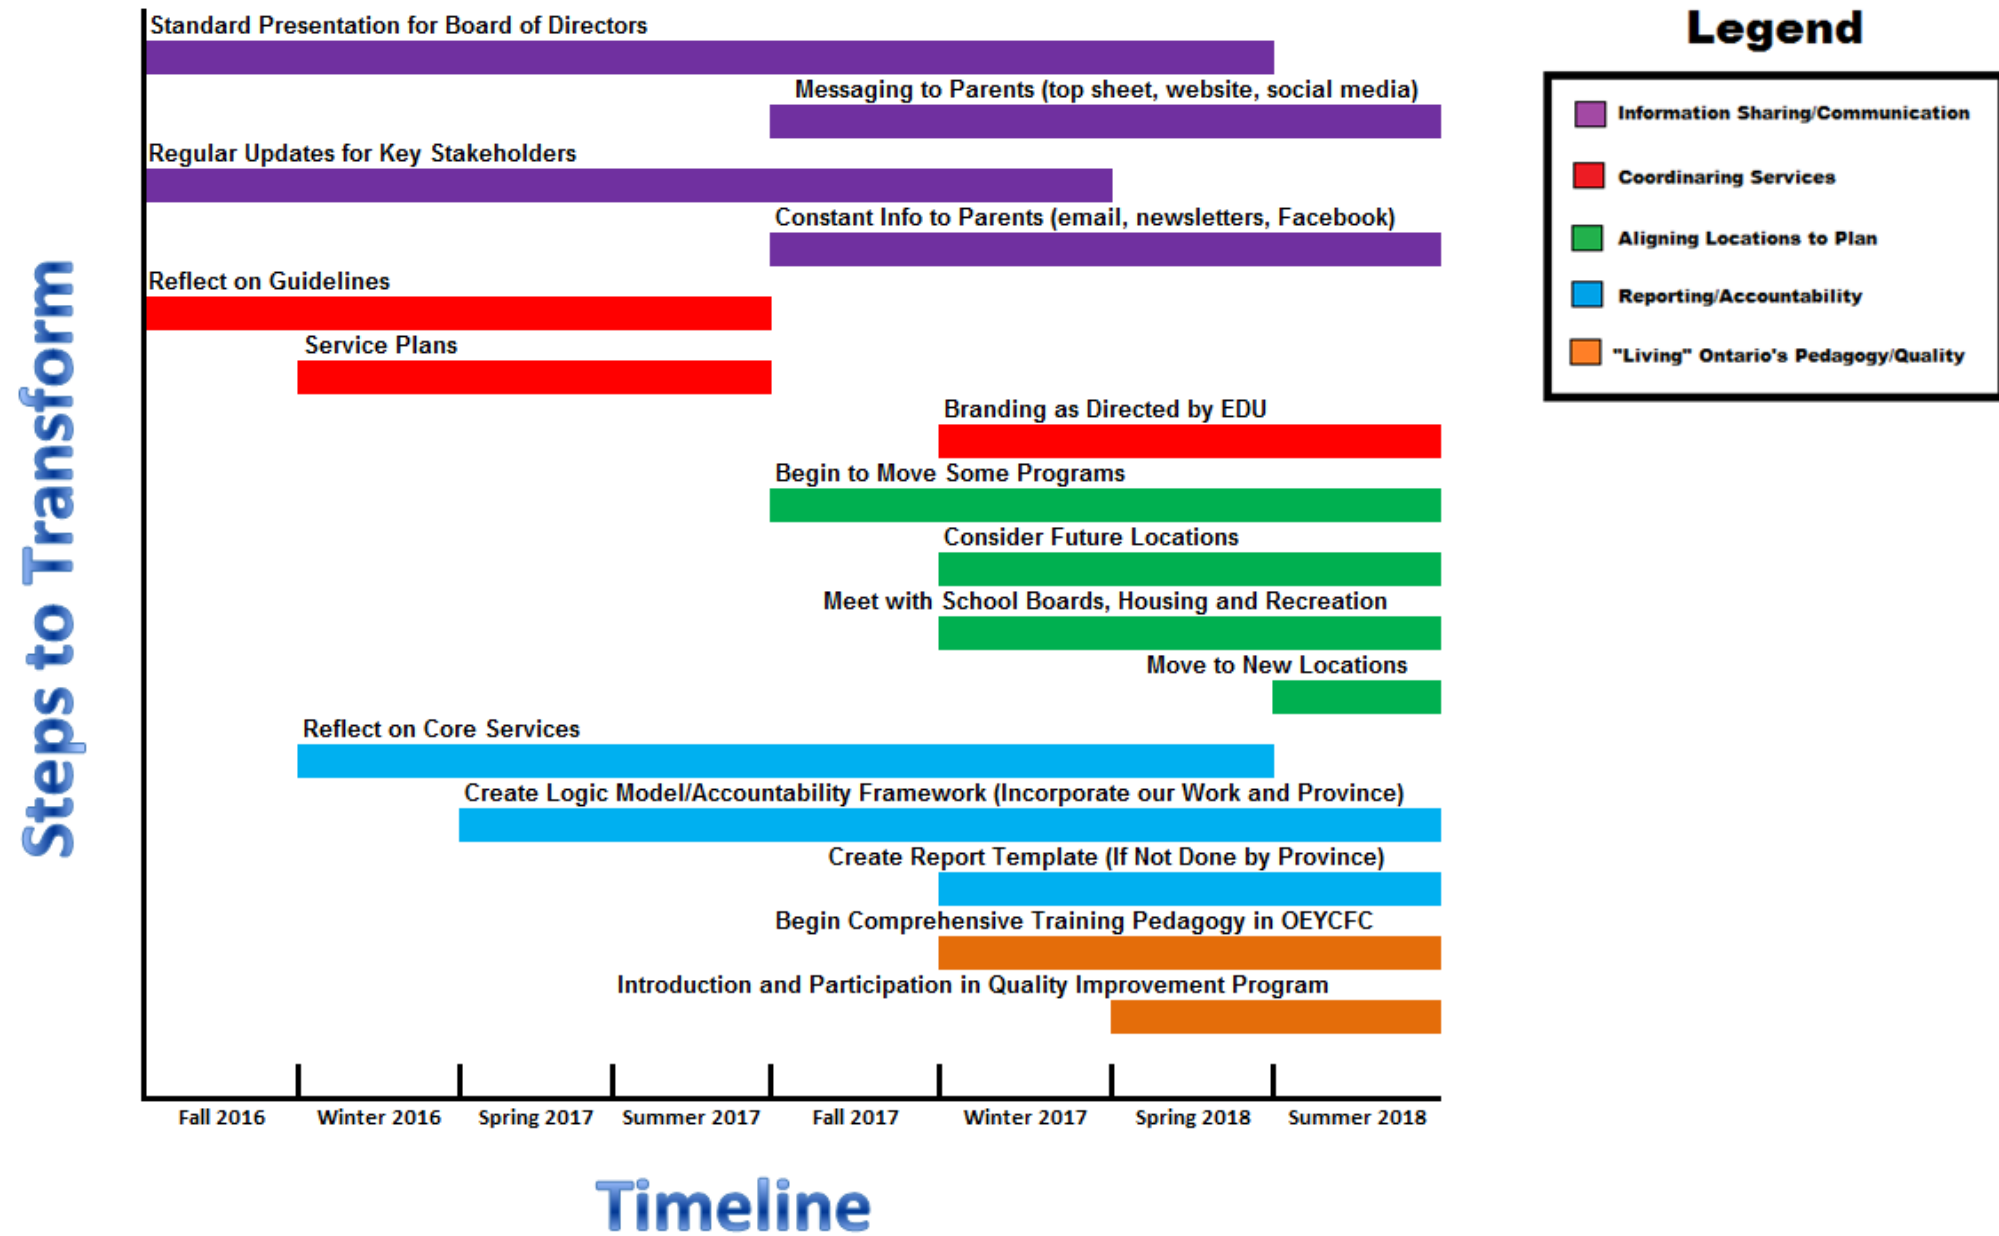 Standard Presentation for Board of Directors
Messaging to Parents (top sheet, website, social media)
Regular Updates for Key Stakeholders
Constant Info to Parents (email, newsletters, Facebook)
Reflect on Guidelines
Service Plans
Branding as Directed by EDU
Begin to Move Some Programs
Consider Future Locations
Meet with School Boards, Housing and Recreation
Move to New Locations
Reflect on Core Services
Create Logic Model/Accountability Framework (Incorporate our Work and Province)
Create Report Template (If Not Done by Province)
Begin Comprehensive Training Pedagogy in OEYCFC
Introduction and Participation in Quality Improvement Program
Steps to Transform
Fall 2016 Winter 2016 Spring 2017 Summer 2017 Fall 2017 Winter 2017 Spring 2018 Summer 2018
Timeline
Legend
Information Sharing/Communication
Coordinaring Services
Aligning Locations to Plan
Reporting/Accountability
"Living" Ontario's Pedagogy/Quality